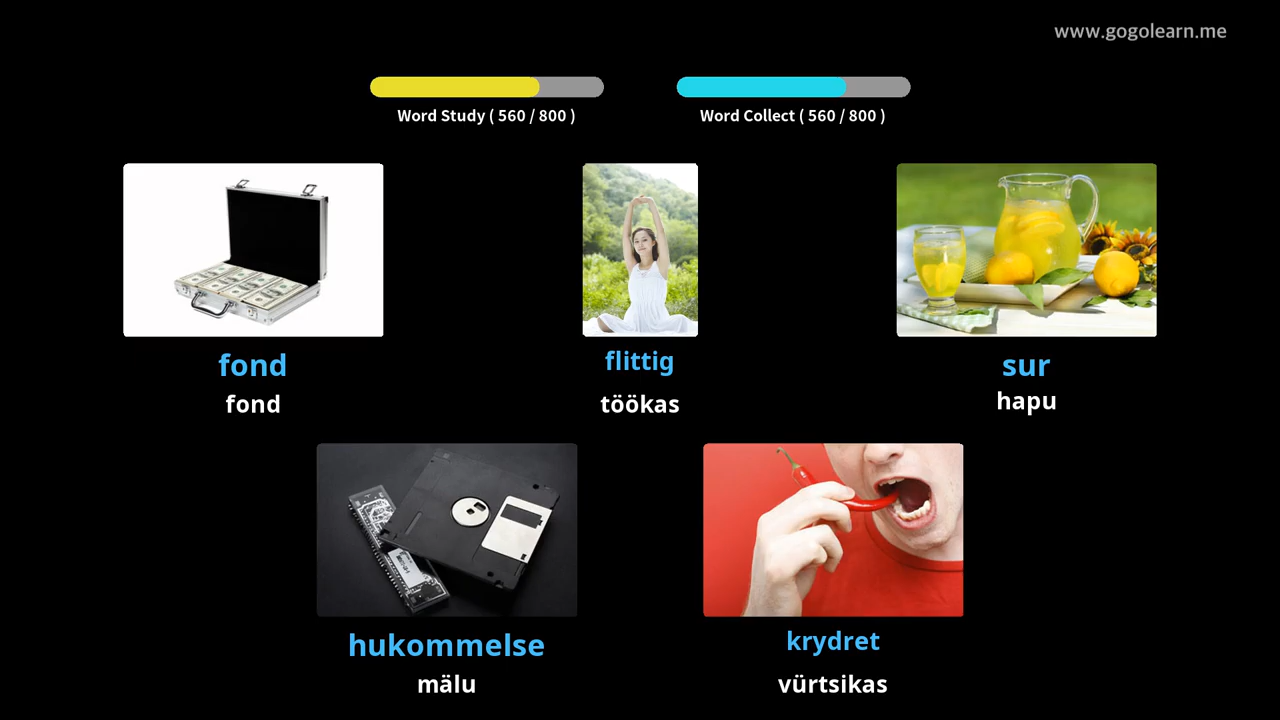 www.gogolearn.me
Word Study ( 560 / 800 )
Word Collect ( 560 / 800 )
fond
fond
flittig
töökas
sur
hapu
hukommelse
mälu
krydret
vürtsikas